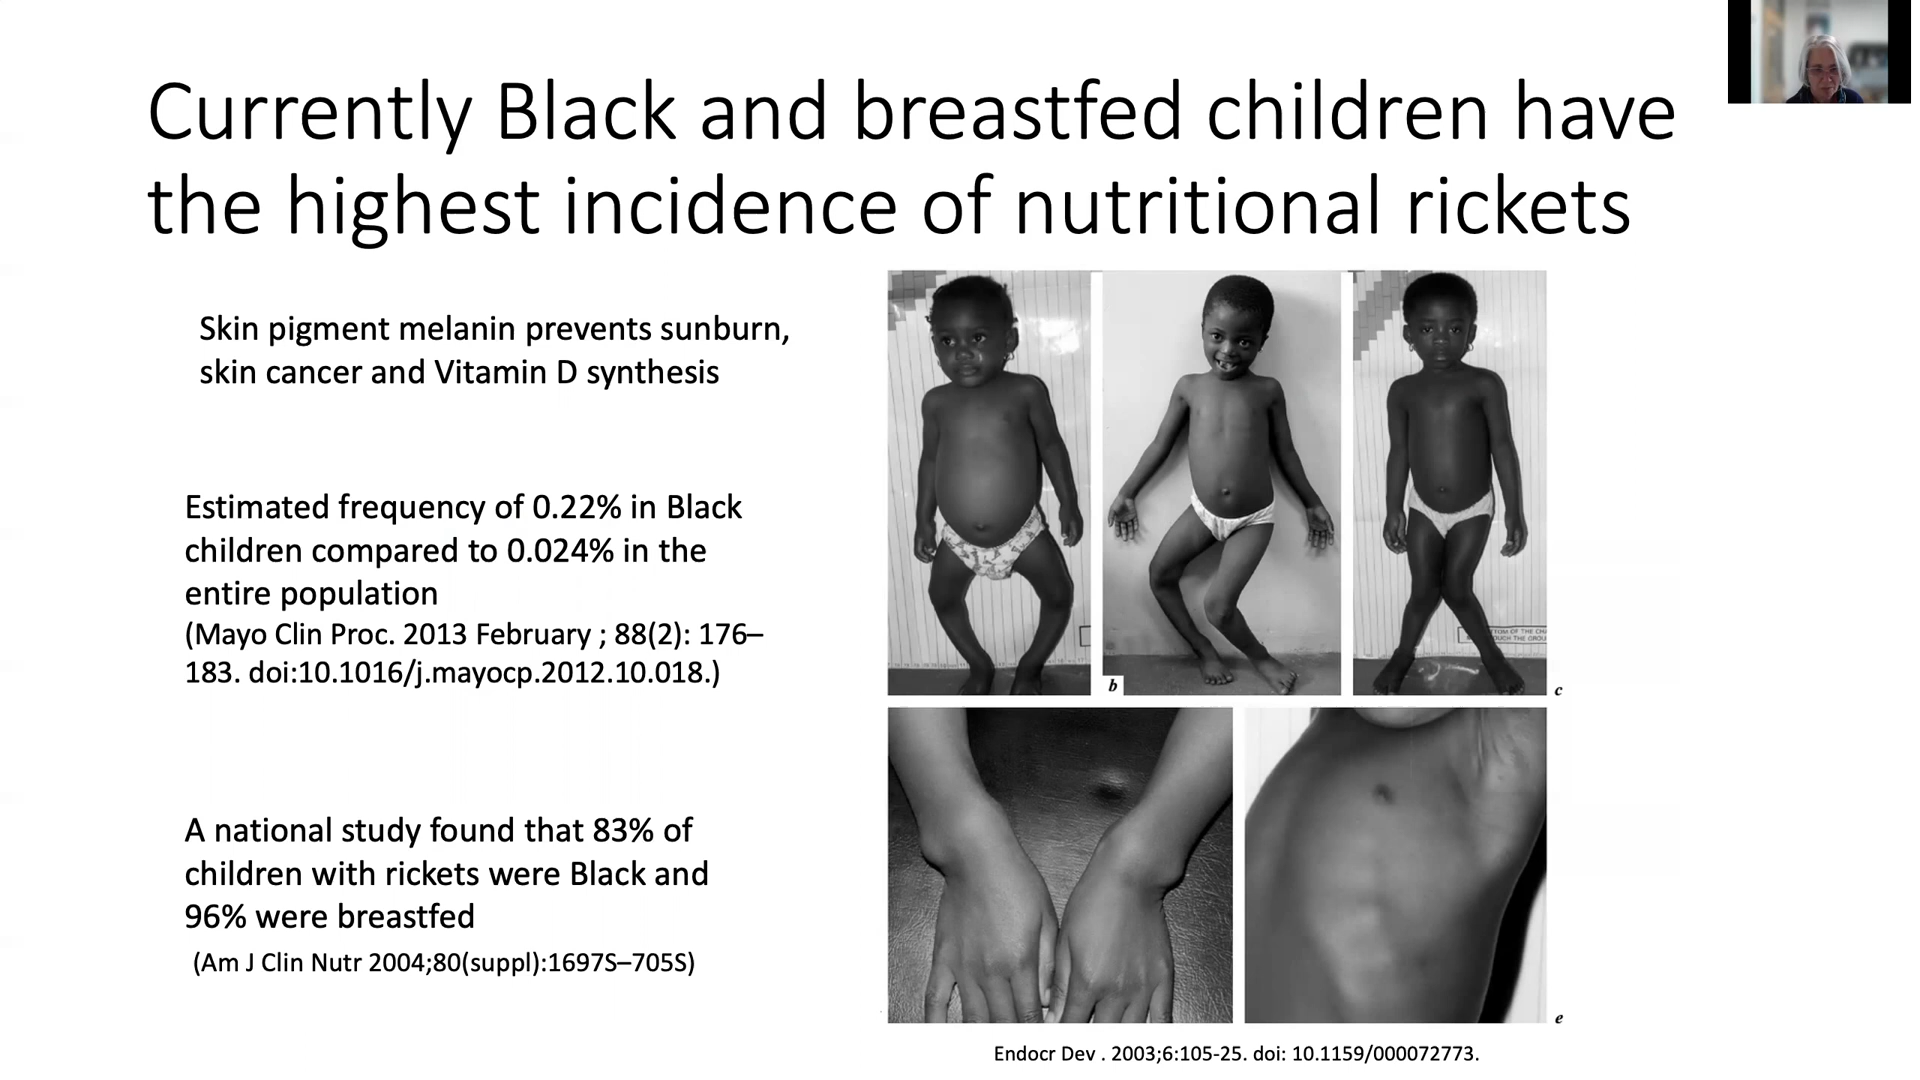 Currently Black and breastfed children have
the highest incidence of nutritional rickets
Skin pigment melanin prevents sunburn,
skin cancer and Vitamin D synthesis
Estimated frequency of 0.22% in Black
children compared to 0.024% in the
entire population
(Mayo Clin Proc. 2013 February ; 88(2): 176–
183. doi:10.1016/j.mayocp.2012.10.018.)
A national study found that 83% of
children with rickets were Black and
96% were breastfed
(Am J Clin Nutr 2004;80(suppl):1697S–705S)
b
c
e
Endocr Dev . 2003;6:105-25. doi: 10.1159/000072773.